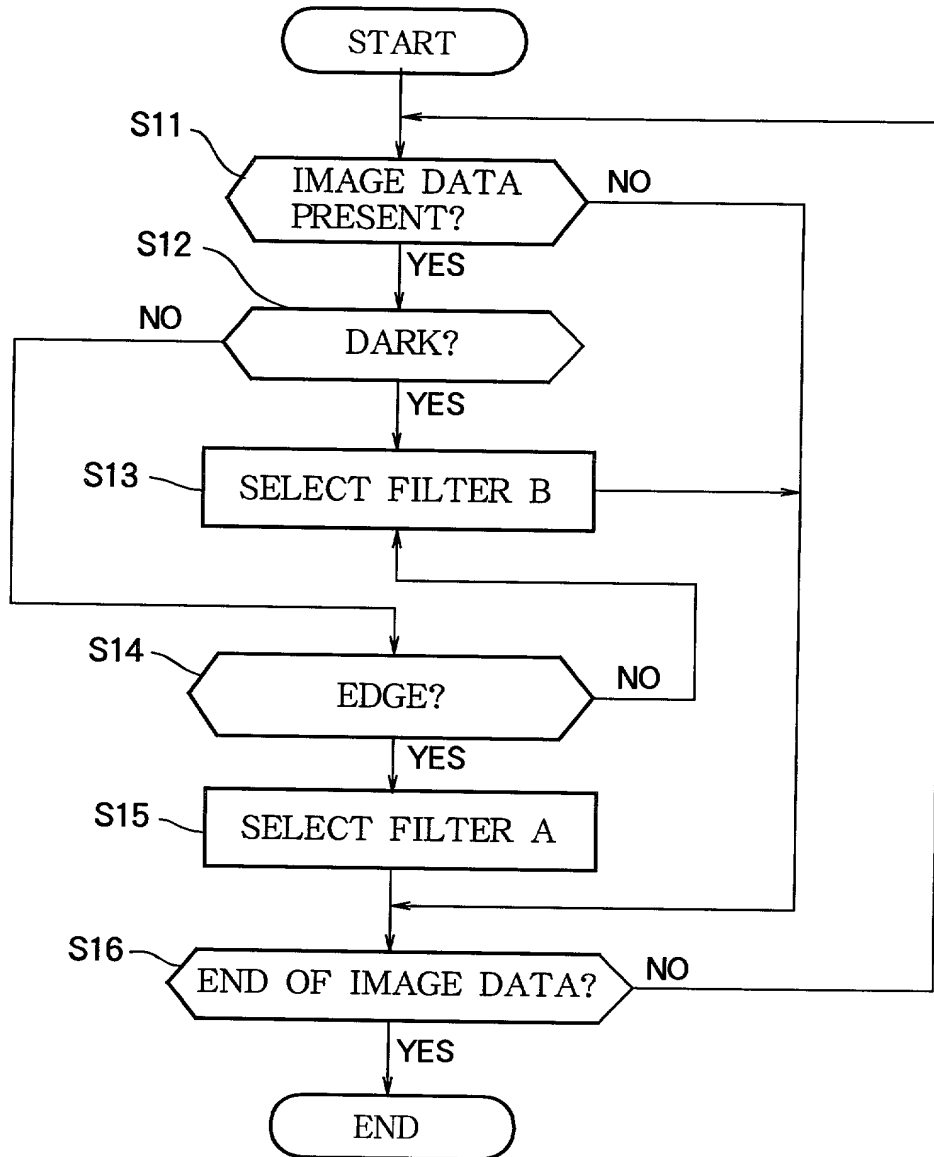 START
S11
IMAGE DATA
PRESENT?
NO
YES
S12
NO
DARK?
YES
S13
SELECT FILTER B
S14
EDGE?
NO
YES
S15
SELECT FILTER A
S16
END OF IMAGE DATA?
NO
YES
END